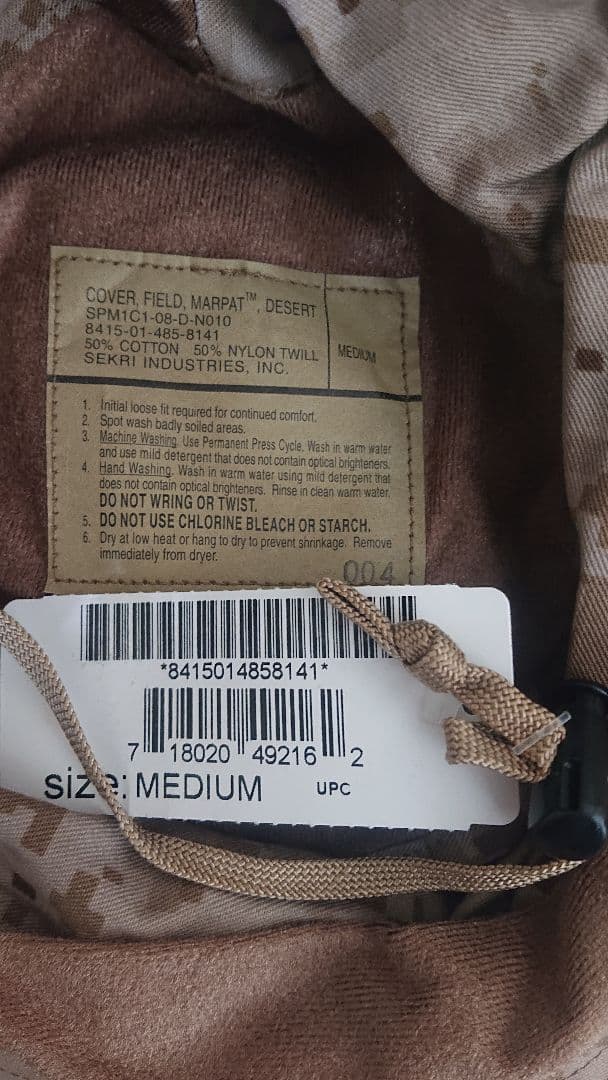 COVER, FIELD, MARPAT™, DESERT
SPM1C1-08-D-N010
8415-01-485-8141
50% COTTON 50% NYLON TWILL
SEKRI INDUSTRIES, INC.
MEDIUM
1. Initial loose fit required for continued comfort.
2. Spot wash badly soiled areas.
3. Machine Washing. Use Permanent Press Cycle. Wash in warm water
and use mild detergent that does not contain optical brighteners.
4. Hand Washing. Wash in warm water using mild detergent that
does not contain optical brighteners. Rinse in clean warm water.
DO NOT WRING OR TWIST.
5. DO NOT USE CHLORINE BLEACH OR STARCH.
6. Dry at low heat or hang to dry to prevent shrinkage. Remove
immediately from dryer.
004
*8415014858141*
7 18020 49216 2
size: MEDIUM UPC